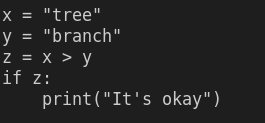 x = "tree"
y = "branch"
z = x > y
if z:
    print("It's okay")